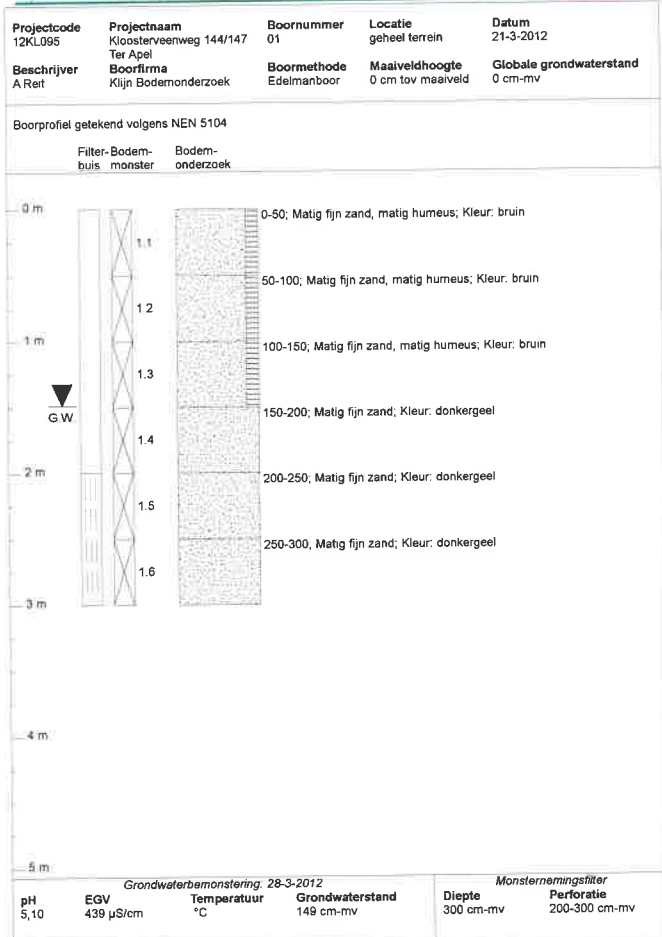 Projectcode Projectnaam Boornummer Locatie Datum
12KL095 Kloosterveenweg 144/147 01 geheel terrein 21-3-2012
Ter Apel
Beschrijver Boorfirma Boormethode Maaiveldhoogte Globale grondwaterstand
A Reit Klijn Bodemonderzoek Edelmanboor 0 cm tov maaiveld 0 cm-mv
Boorprofiel getekend volgens NEN 5104
Filter- Bodem- Bodem-
buis monster onderzoek
0 m
0-50; Matig fijn zand, matig humeus; Kleur: bruin
1.1
50-100; Matig fijn zand, matig humeus; Kleur: bruin
1 2
1 m
100-150; Matig fijn zand, matig humeus; Kleur: bruin
1.3
G.W.
150-200; Matig fijn zand; Kleur: donkergeel
1.4
2 m
200-250; Matig fijn zand; Kleur: donkergeel
1.5
250-300, Matig fijn zand; Kleur: donkergeel
1.6
3 m
4 m
5 m
Grondwaterbemonstering: 28-3-2012 Monsternemingsfilter
pH EGV Temperatuur Grondwaterstand Diepte Perforatie
5,10 439 µS/cm °C 149 cm-mv 300 cm-mv 200-300 cm-mv